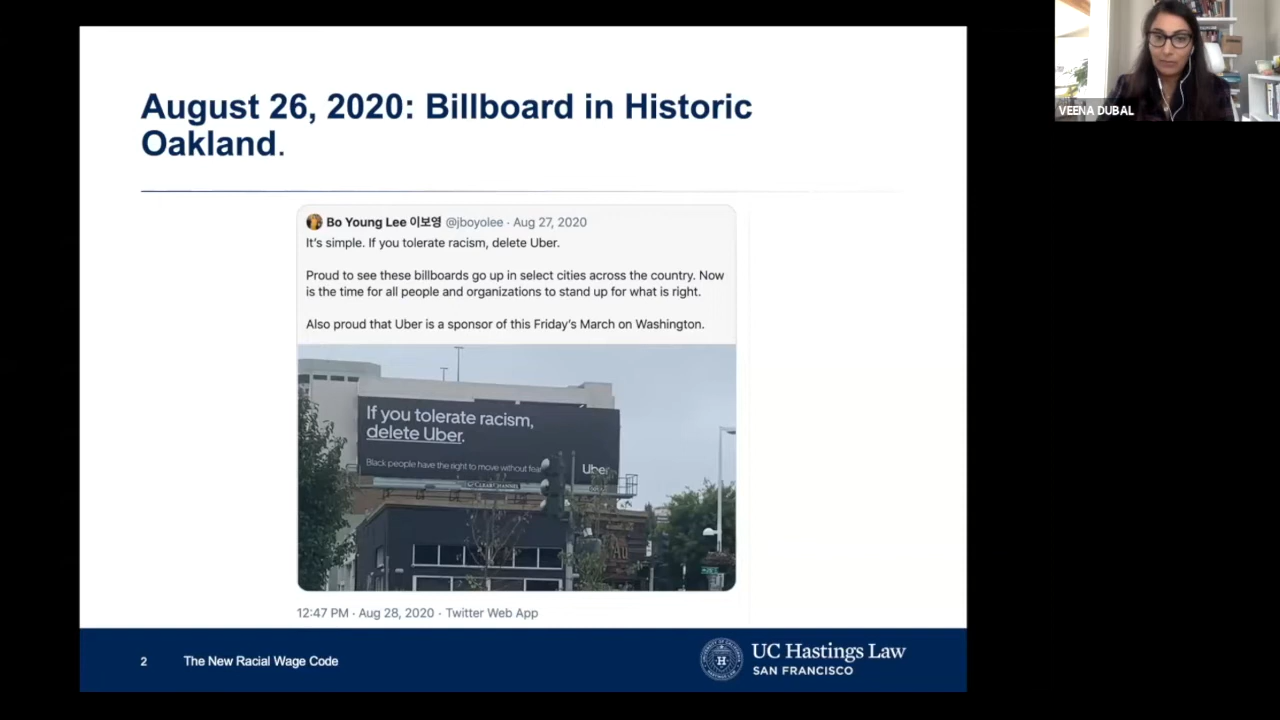 August 26, 2020: Billboard in Historic
Oakland.
Bo Young Lee 이보영 @jboyolee · Aug 27, 2020
It's simple. If you tolerate racism, delete Uber.
Proud to see these billboards go up in select cities across the country. Now
is the time for all people and organizations to stand up for what is right.
Also proud that Uber is a sponsor of this Friday's March on Washington.
If you tolerate racism,
delete Uber.
Black people have the right to move without fear
Uber
CLEAR CHANNEL
12:47 PM · Aug 28, 2020 · Twitter Web App
2
The New Racial Wage Code
UC Hastings Law
SAN FRANCISCO
VEENA DUBAL